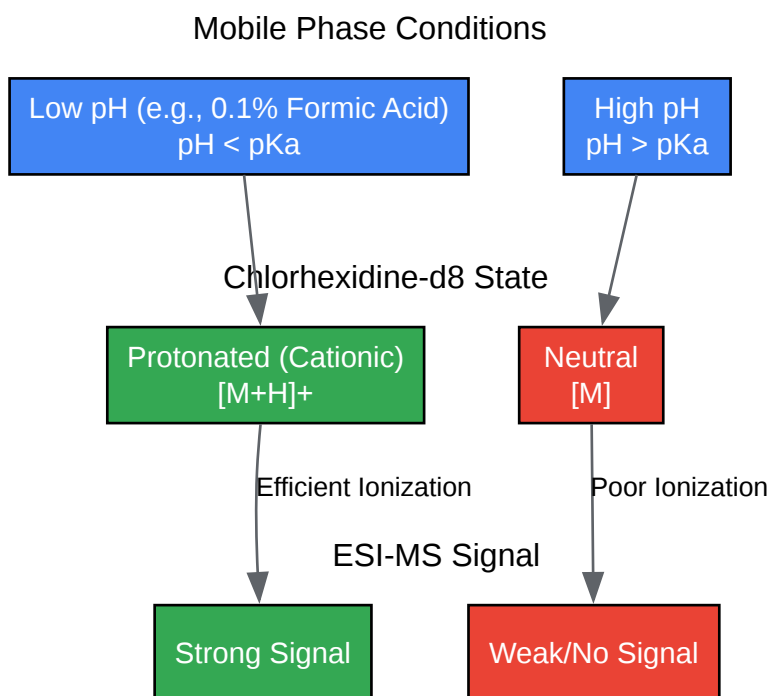 Mobile Phase Conditions
Low pH (e.g., 0.1% Formic Acid)
pH < pKa
High pH
pH > pKa
Chlorhexidine-d8 State
Protonated (Cationic)
[M+H]+
Neutral
[M]
Efficient Ionization
Poor Ionization
ESI-MS Signal
Strong Signal
Weak/No Signal